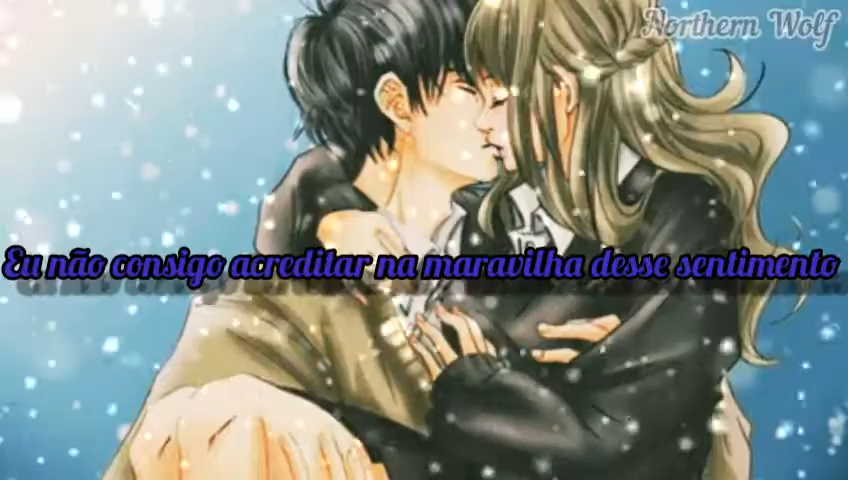 Northern Wolf
Eu não consigo acreditar na maravilha desse sentimento